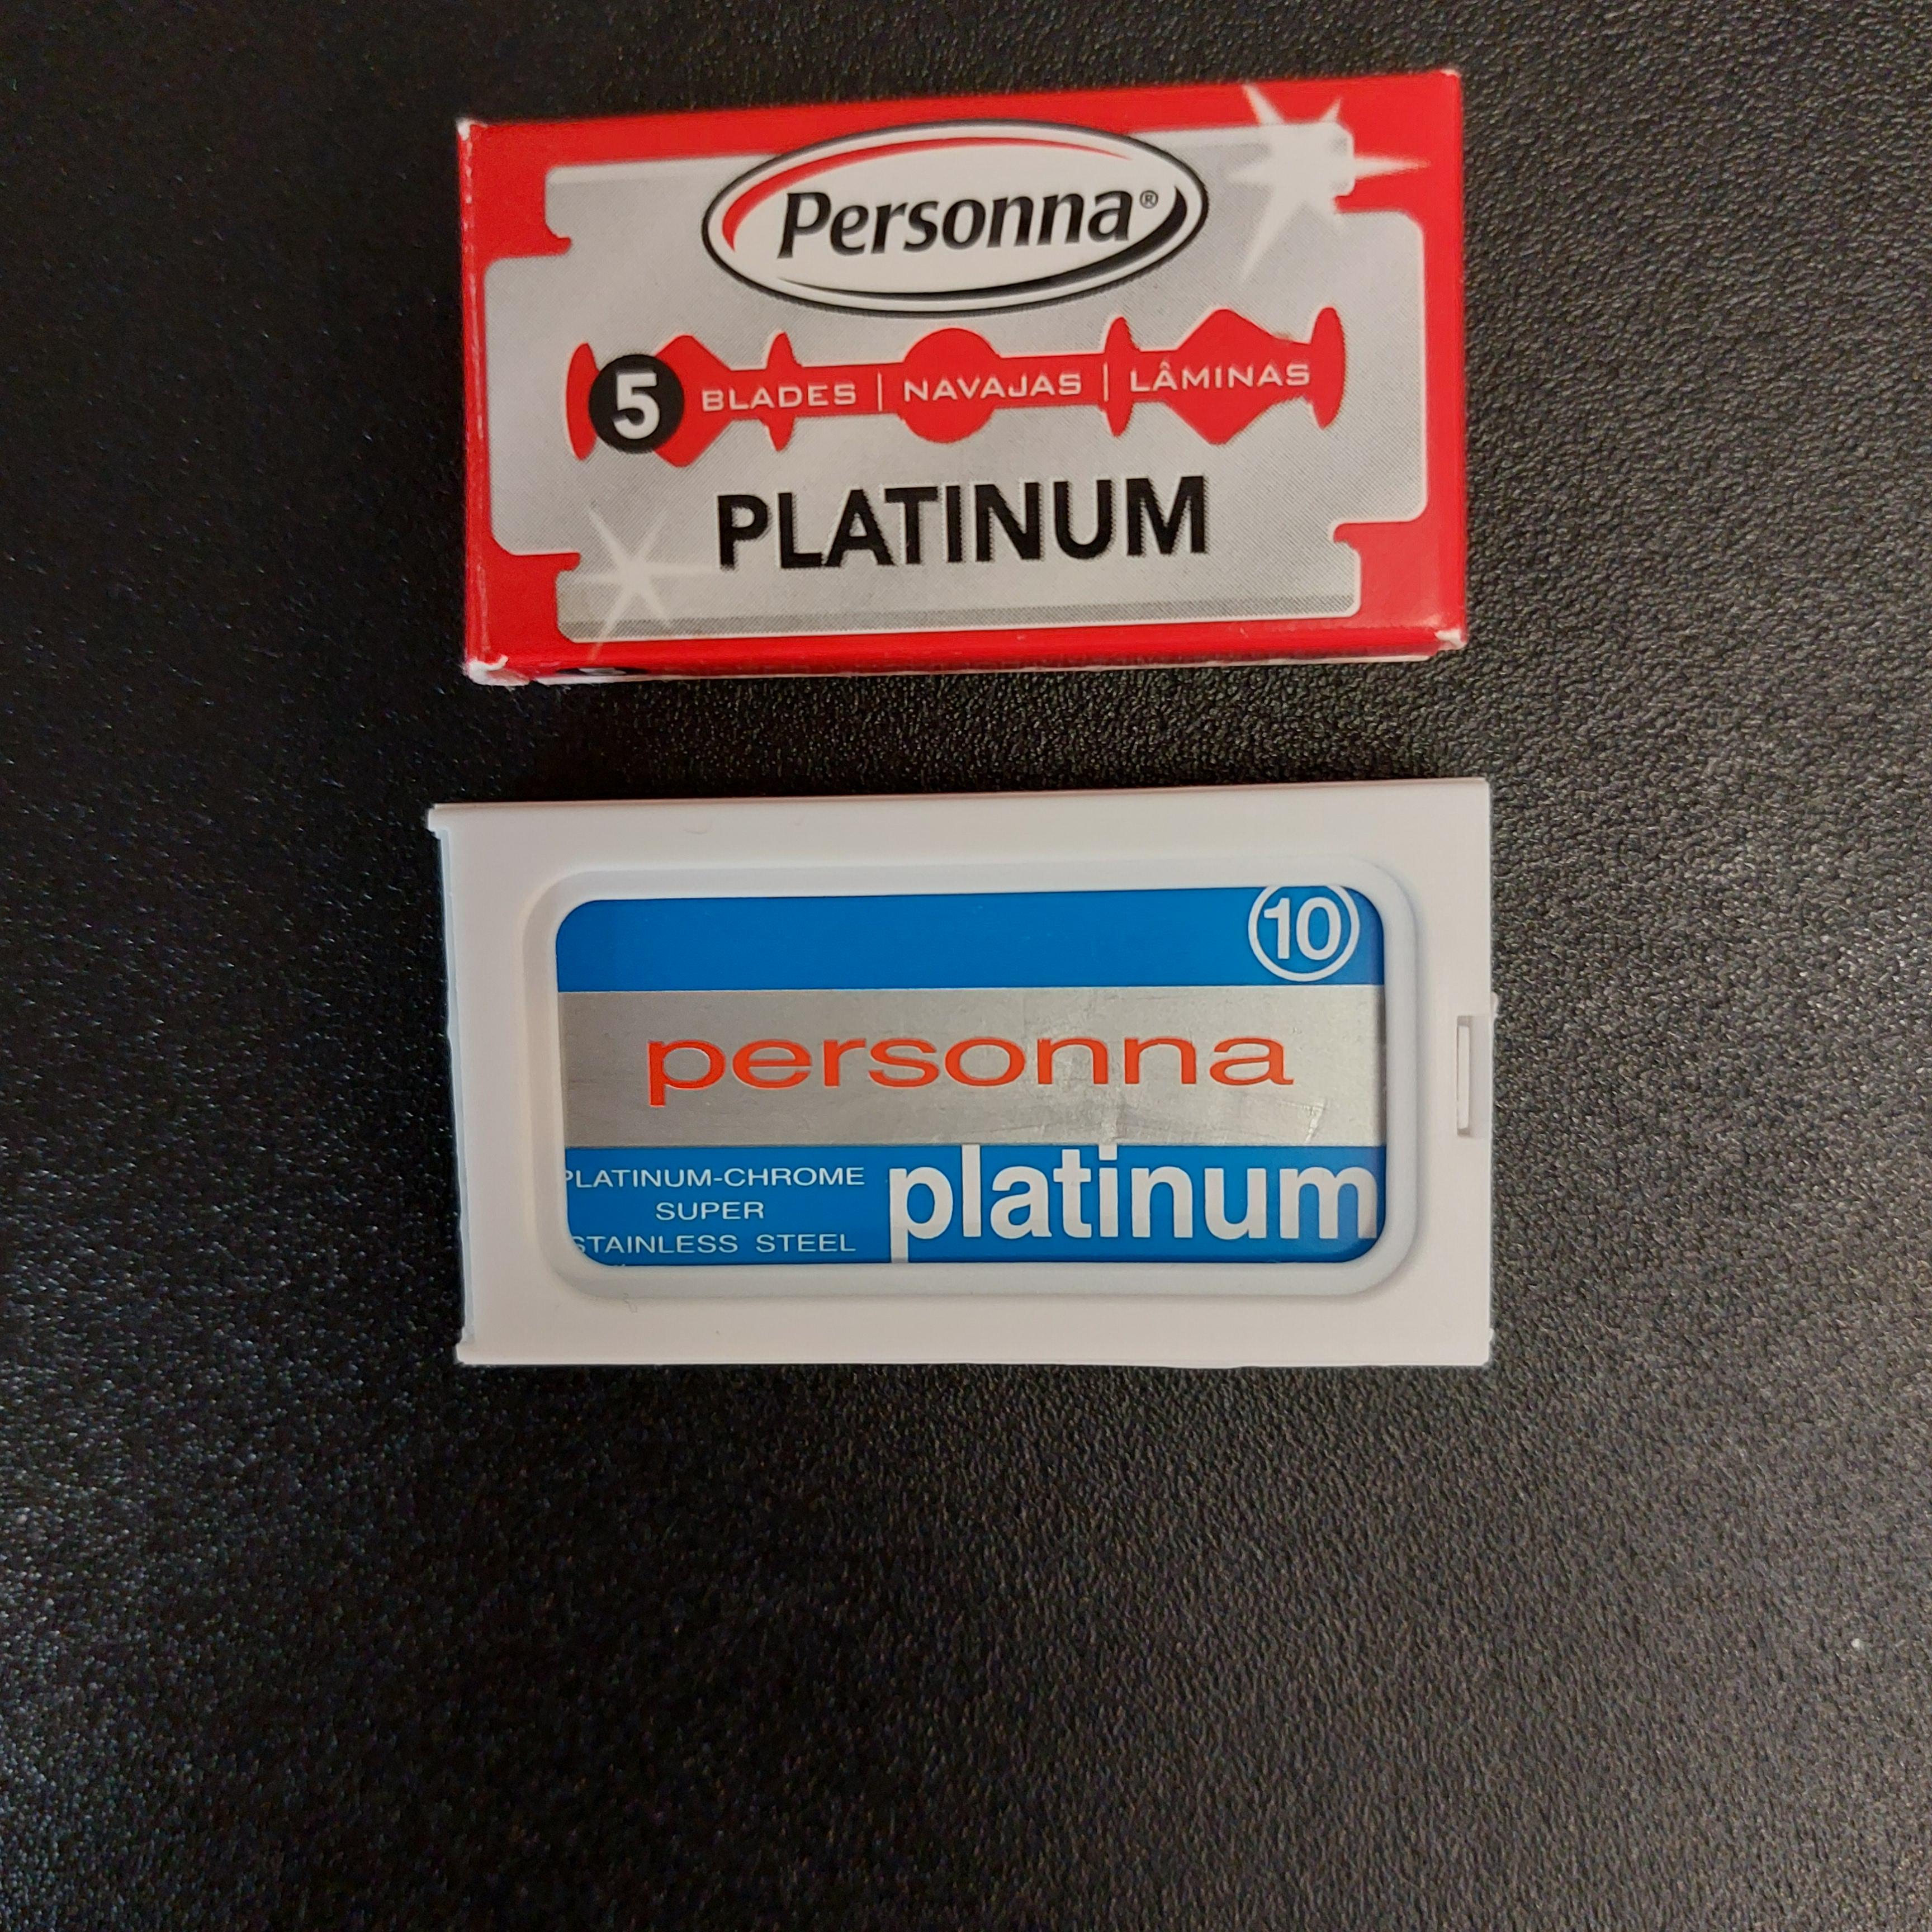 Personna®
5 BLADES | NAVAJAS | LÂMINAS
PLATINUM
10
personna
PLATINUM-CHROME
SUPER
STAINLESS STEEL
platinum